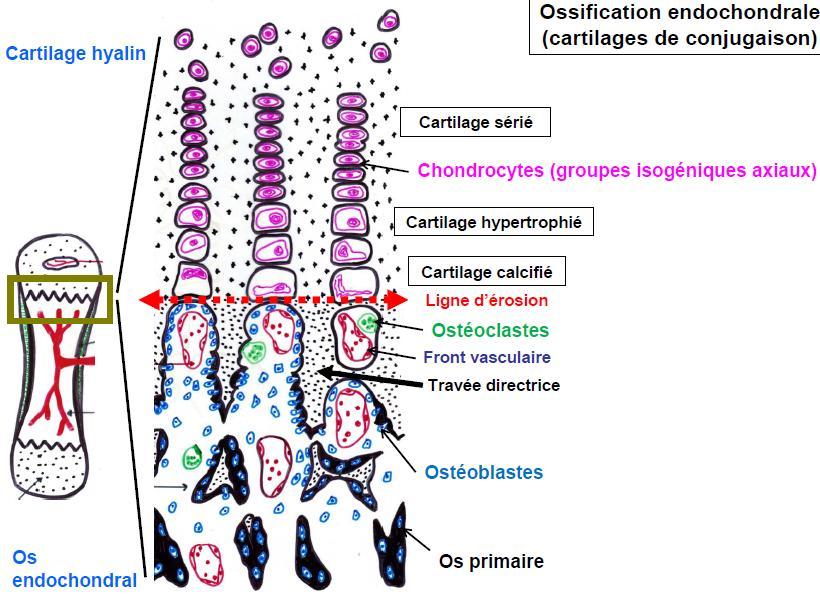 Ossification endochondrale
(cartilages de conjugaison)
Cartilage hyalin
Cartilage sérié
Chondrocytes (groupes isogéniques axiaux)
Cartilage hypertrophié
Cartilage calcifié
Ligne d'érosion
Ostéoclastes
Front vasculaire
Travée directrice
Ostéoblastes
Os primaire
Os
endochondral